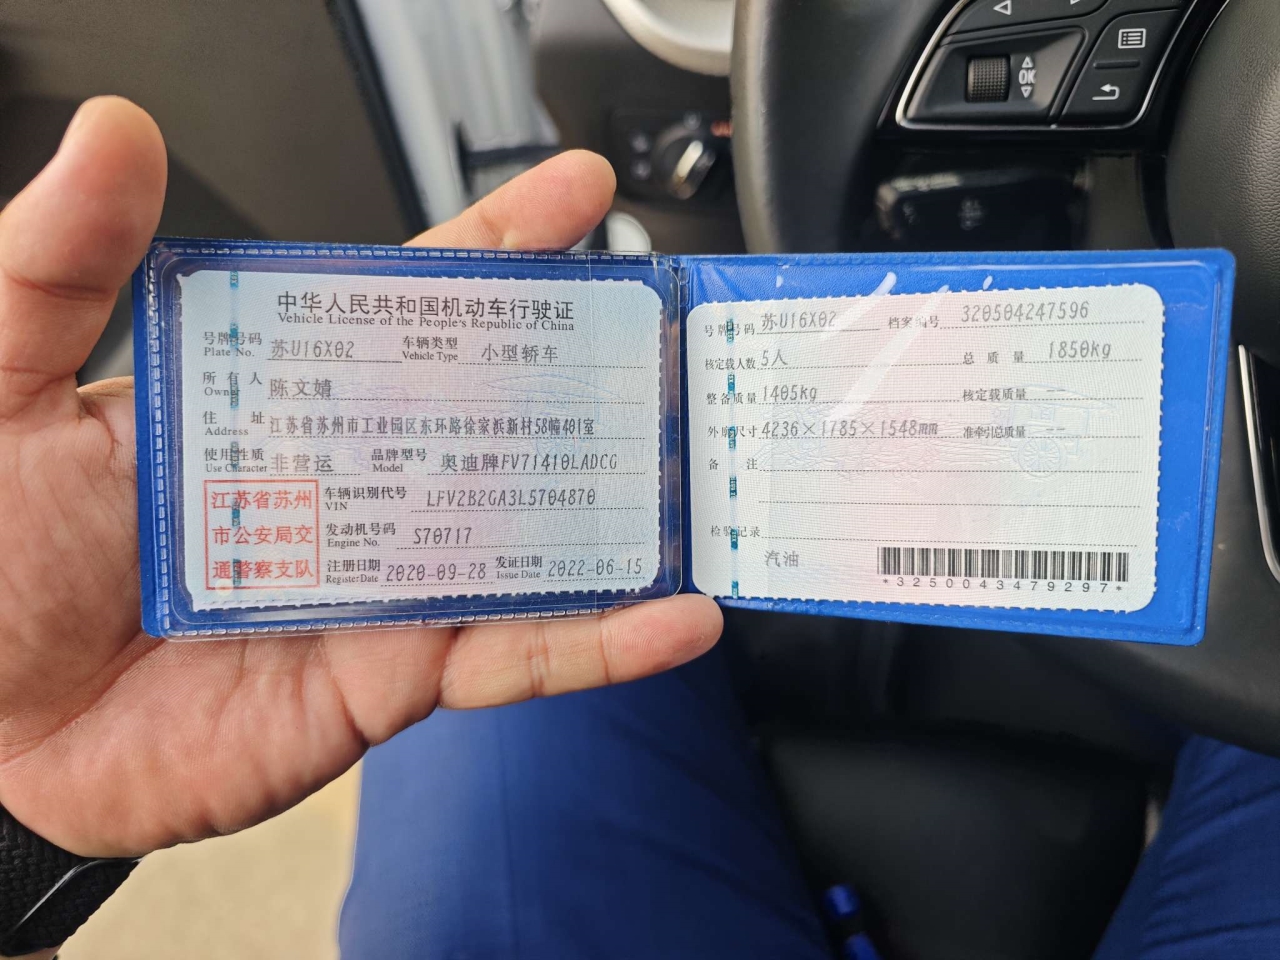 中华人民共和国机动车行驶证
Vehicle License of the People's Republic of China
号牌号码 苏U16X02 车辆类型 小型轿车
Plate No. Vehicle Type
所有人 陈文婧
Owner
住址 江苏省苏州市工业园区东环路徐家浜新村58幢401室
Address
使用性质 非营运 品牌型号 奥迪牌FV71410LADCG
Use Character Model
江苏省苏州
市公安局交
通警察支队
车辆识别代号 LFV2B2GA3L5704870
VIN
发动机号码 S70717
Engine No.
注册日期 2020-09-28 发证日期 2022-06-15
Register Date Issue Date
号牌号码 苏U16X02 档案编号 320504247596
核定载人数 5人 总质量 1850kg
整备质量 1405kg 核定载质量 --
外廓尺寸 4236×1785×1548mm 准牵引总质量 --
备注
检验记录
汽油
*3250043479297*
OK